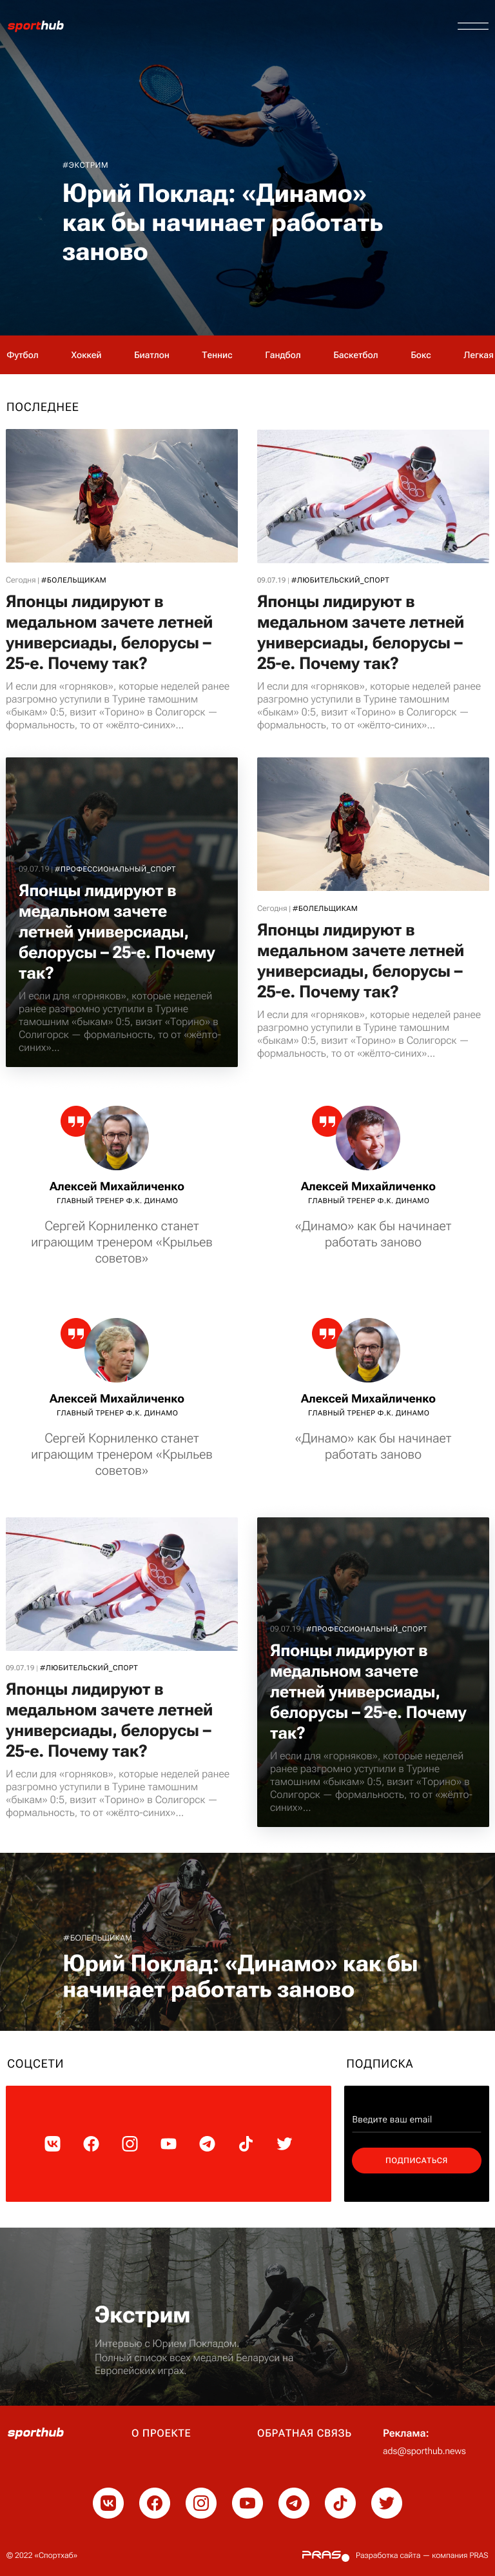 sporthub
#ЭКСТРИМ
Юрий Поклад: «Динамо»
как бы начинает работать
заново
Футбол Хоккей Биатлон Теннис Гандбол Баскетбол Бокс Легкая
ПОСЛЕДНЕЕ
Сегодня | #БОЛЕЛЬЩИКАМ
Японцы лидируют в
медальном зачете летней
универсиады, белорусы –
25-е. Почему так?
И если для «горняков», которые неделей ранее
разгромно уступили в Турине тамошним
«быкам» 0:5, визит «Торино» в Солигорск —
формальность, то от «жёлто-синих»...
09.07.19 | #ЛЮБИТЕЛЬСКИЙ_СПОРТ
Японцы лидируют в
медальном зачете летней
универсиады, белорусы –
25-е. Почему так?
И если для «горняков», которые неделей ранее
разгромно уступили в Турине тамошним
«быкам» 0:5, визит «Торино» в Солигорск —
формальность, то от «жёлто-синих»...
09.07.19 | #ПРОФЕССИОНАЛЬНЫЙ_СПОРТ
Японцы лидируют в
медальном зачете
летней универсиады,
белорусы – 25-е. Почему
так?
И если для «горняков», которые неделей
ранее разгромно уступили в Турине
тамошним «быкам» 0:5, визит «Торино» в
Солигорск — формальность, то от «жёлто-
синих»...
Сегодня | #БОЛЕЛЬЩИКАМ
Японцы лидируют в
медальном зачете летней
универсиады, белорусы –
25-е. Почему так?
И если для «горняков», которые неделей ранее
разгромно уступили в Турине тамошним
«быкам» 0:5, визит «Торино» в Солигорск —
формальность, то от «жёлто-синих»...
Алексей Михайличенко
ГЛАВНЫЙ ТРЕНЕР Ф.К. ДИНАМО
Сергей Корниленко станет
играющим тренером «Крыльев
советов»
Алексей Михайличенко
ГЛАВНЫЙ ТРЕНЕР Ф.К. ДИНАМО
«Динамо» как бы начинает
работать заново
Алексей Михайличенко
ГЛАВНЫЙ ТРЕНЕР Ф.К. ДИНАМО
Сергей Корниленко станет
играющим тренером «Крыльев
советов»
Алексей Михайличенко
ГЛАВНЫЙ ТРЕНЕР Ф.К. ДИНАМО
«Динамо» как бы начинает
работать заново
09.07.19 | #ЛЮБИТЕЛЬСКИЙ_СПОРТ
Японцы лидируют в
медальном зачете летней
универсиады, белорусы –
25-е. Почему так?
И если для «горняков», которые неделей ранее
разгромно уступили в Турине тамошним
«быкам» 0:5, визит «Торино» в Солигорск —
формальность, то от «жёлто-синих»...
09.07.19 | #ПРОФЕССИОНАЛЬНЫЙ_СПОРТ
Японцы лидируют в
медальном зачете
летней универсиады,
белорусы – 25-е. Почему
так?
И если для «горняков», которые неделей
ранее разгромно уступили в Турине
тамошним «быкам» 0:5, визит «Торино» в
Солигорск — формальность, то от «жёлто-
синих»...
#БОЛЕЛЬЩИКАМ
Юрий Поклад: «Динамо» как бы
начинает работать заново
СОЦСЕТИ
ПОДПИСКА
Введите ваш email
ПОДПИСАТЬСЯ
Экстрим
Интервью с Юрием Покладом.
Полный список всех медалей Беларуси на
Европейских играх.
sporthub
О ПРОЕКТЕ
ОБРАТНАЯ СВЯЗЬ
Реклама:
ads@sporthub.news
© 2022 «Спортхаб»
PRAS
Разработка сайта — компания PRAS